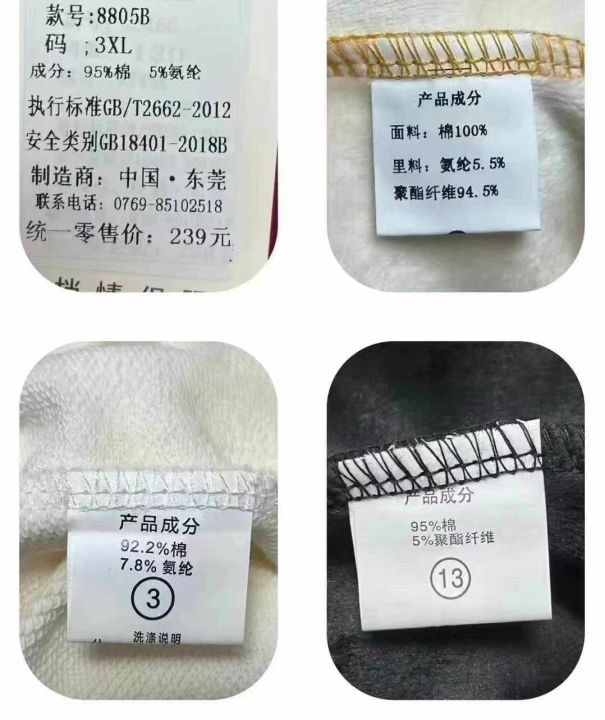 款号:8805B
码 ;3XL
成分: 95%棉 5%氨纶
执行标准GB/T2662-2012
安全类别GB18401-2018B
制造商: 中国·东莞
联系电话: 0769-85102518
统一零售价: 239元
产品成分
面料: 棉100%
里料: 氨纶5.5%
聚酯纤维94.5%
产品成分
92.2%棉
7.8% 氨纶
3
洗涤说明
产品成分
95%棉
5%聚酯纤维
13